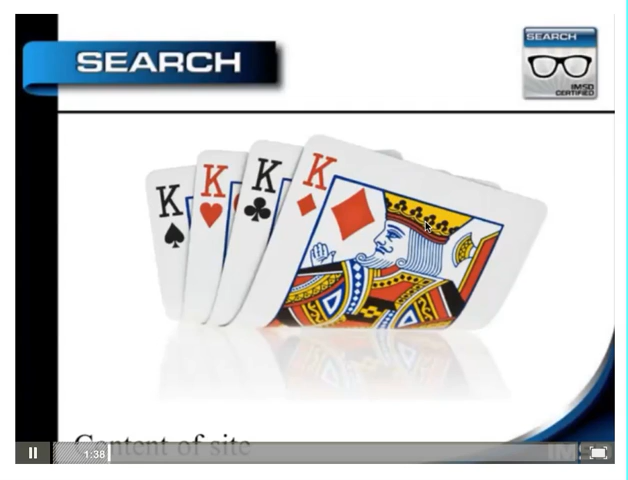 SEARCH
SEARCH
IMSD
CERTIFIED
K
K
K
K
Content of site
1:38